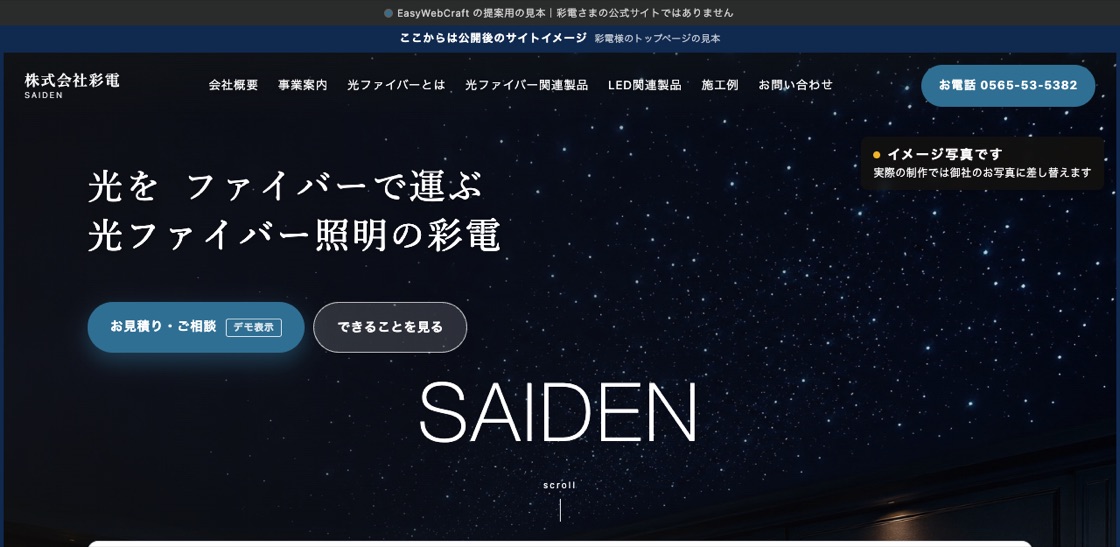 EasyWebCraft の提案用の見本｜彩電さまの公式サイトではありません
ここからは公開後のサイトイメージ 彩電様のトップページの見本
株式会社彩電
SAIDEN
会社概要 事業案内 光ファイバーとは 光ファイバー関連製品 LED関連製品 施工例 お問い合わせ
お電話 0565-53-5382
イメージ写真です
実際の制作では御社のお写真に差し替えます
光を ファイバーで運ぶ
光ファイバー照明の彩電
お見積り・ご相談 デモ表示
できることを見る
SAIDEN
scroll